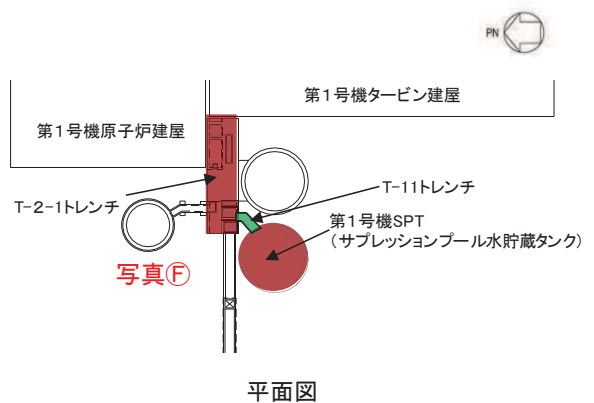 PN
第1号機タービン建屋
第1号機原子炉建屋
T-11トレンチ
T-2-1トレンチ
第1号機SPT
(サプレッションプール水貯蔵タンク)
写真Ⓕ
平面図